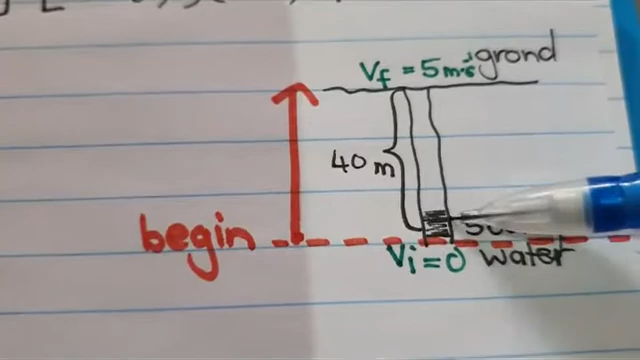 Vf = 5 m·s⁻¹ grond
40 m
begin
Vi = 0 water